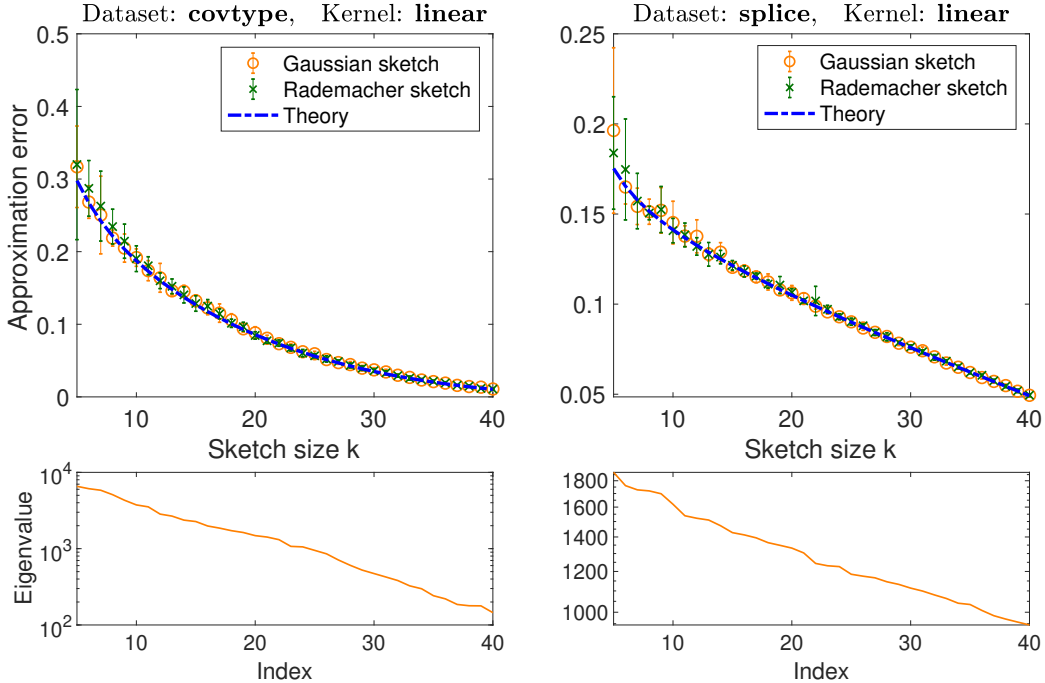 Dataset: covtype, Kernel: linear
0.5
0.4
0.3
0.2
0.1
0
Approximation error
Gaussian sketch
Rademacher sketch
Theory
10 20 30 40
Sketch size k
10^4
10^3
10^2
Eigenvalue
10 20 30 40
Index
Dataset: splice, Kernel: linear
0.25
0.2
0.15
0.1
0.05
Gaussian sketch
Rademacher sketch
Theory
10 20 30 40
Sketch size k
1800
1600
1400
1200
1000
10 20 30 40
Index